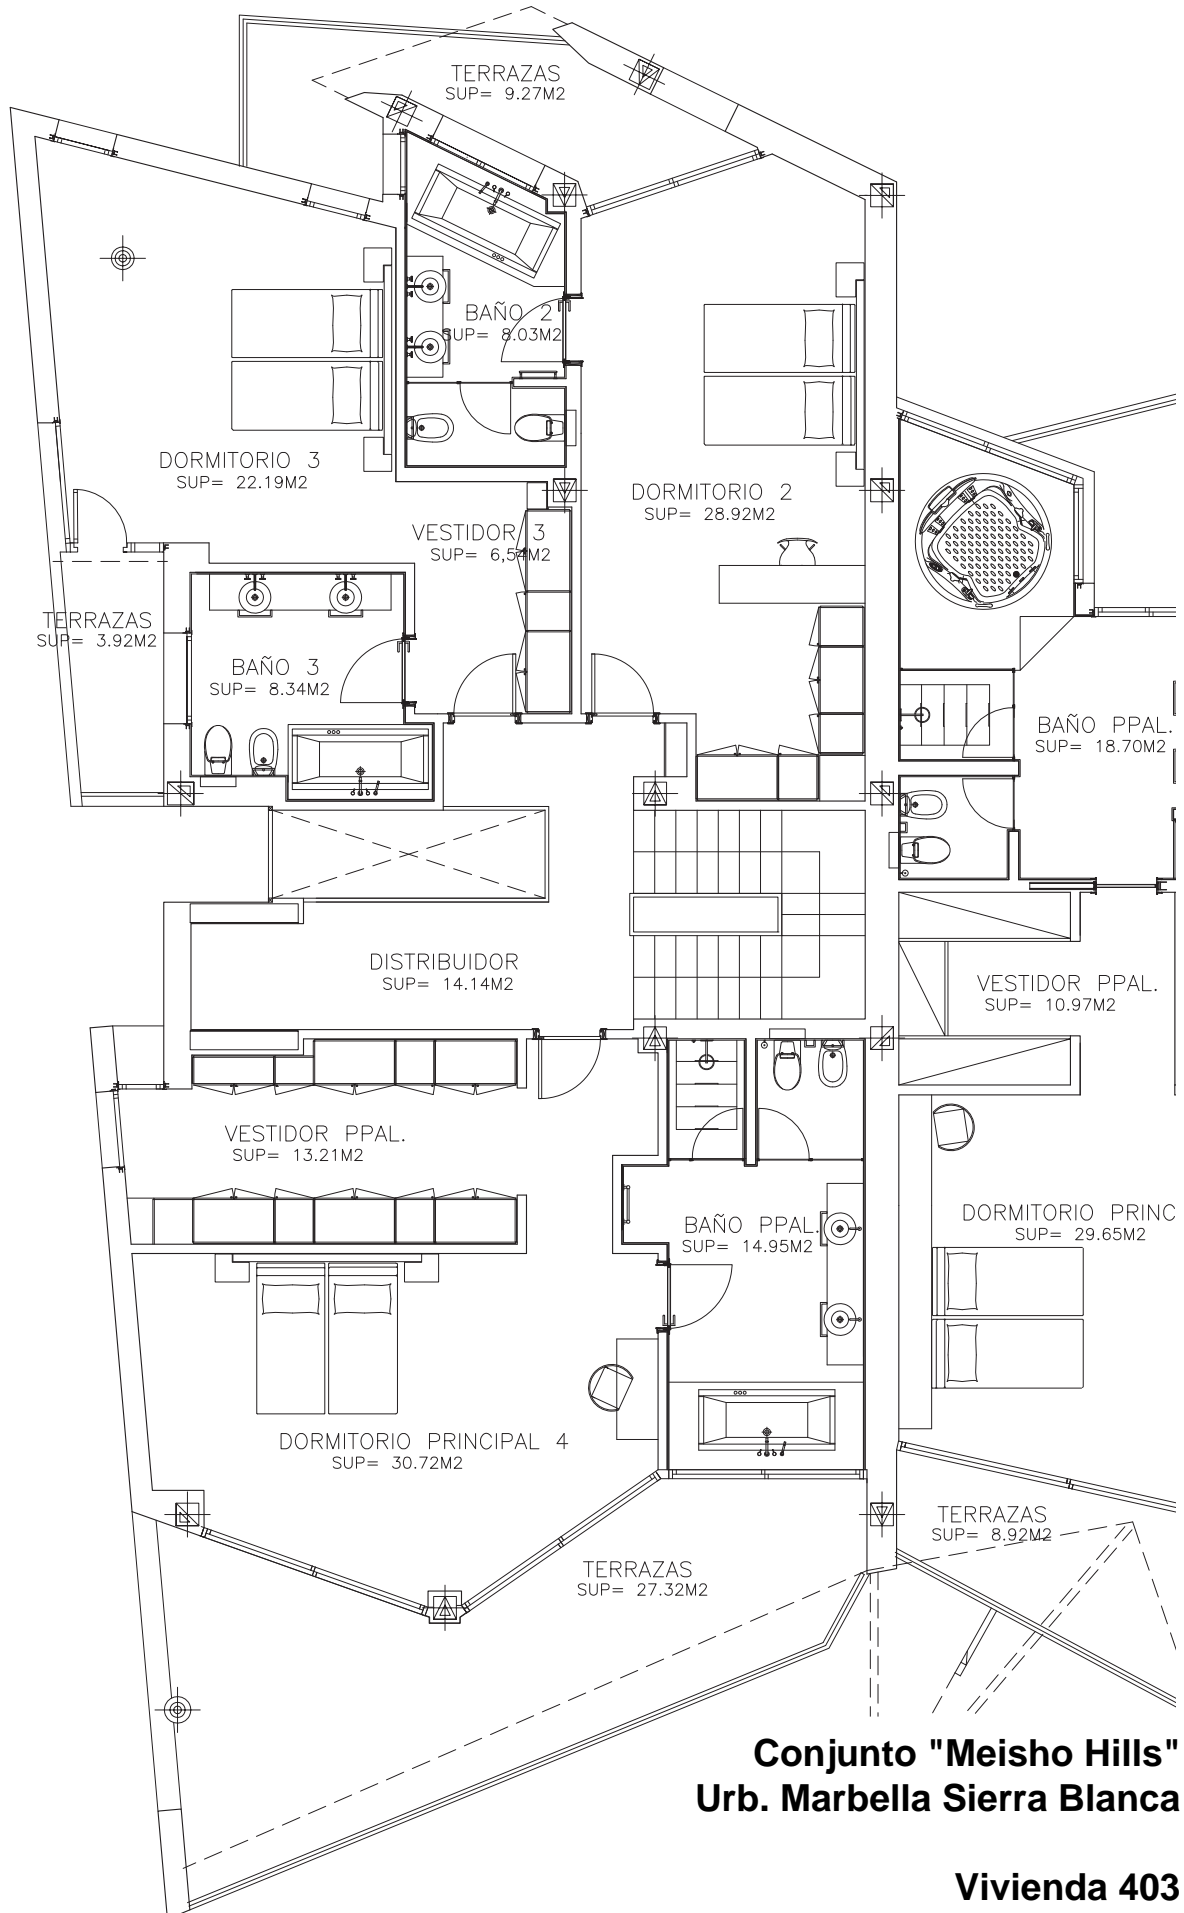 TERRAZAS
SUP= 9.27M2
BAÑO 2
SUP= 8.03M2
DORMITORIO 3
SUP= 22.19M2
DORMITORIO 2
SUP= 28.92M2
VESTIDOR 3
SUP= 6,54M2
TERRAZAS
SUP= 3.92M2
BAÑO 3
SUP= 8.34M2
BAÑO PPAL.
SUP= 18.70M2
DISTRIBUIDOR
SUP= 14.14M2
VESTIDOR PPAL.
SUP= 10.97M2
VESTIDOR PPAL.
SUP= 13.21M2
BAÑO PPAL.
SUP= 14.95M2
DORMITORIO PRINC
SUP= 29.65M2
DORMITORIO PRINCIPAL 4
SUP= 30.72M2
TERRAZAS
SUP= 8.92M2
TERRAZAS
SUP= 27.32M2
Conjunto "Meisho Hills"
Urb. Marbella Sierra Blanca
Vivienda 403